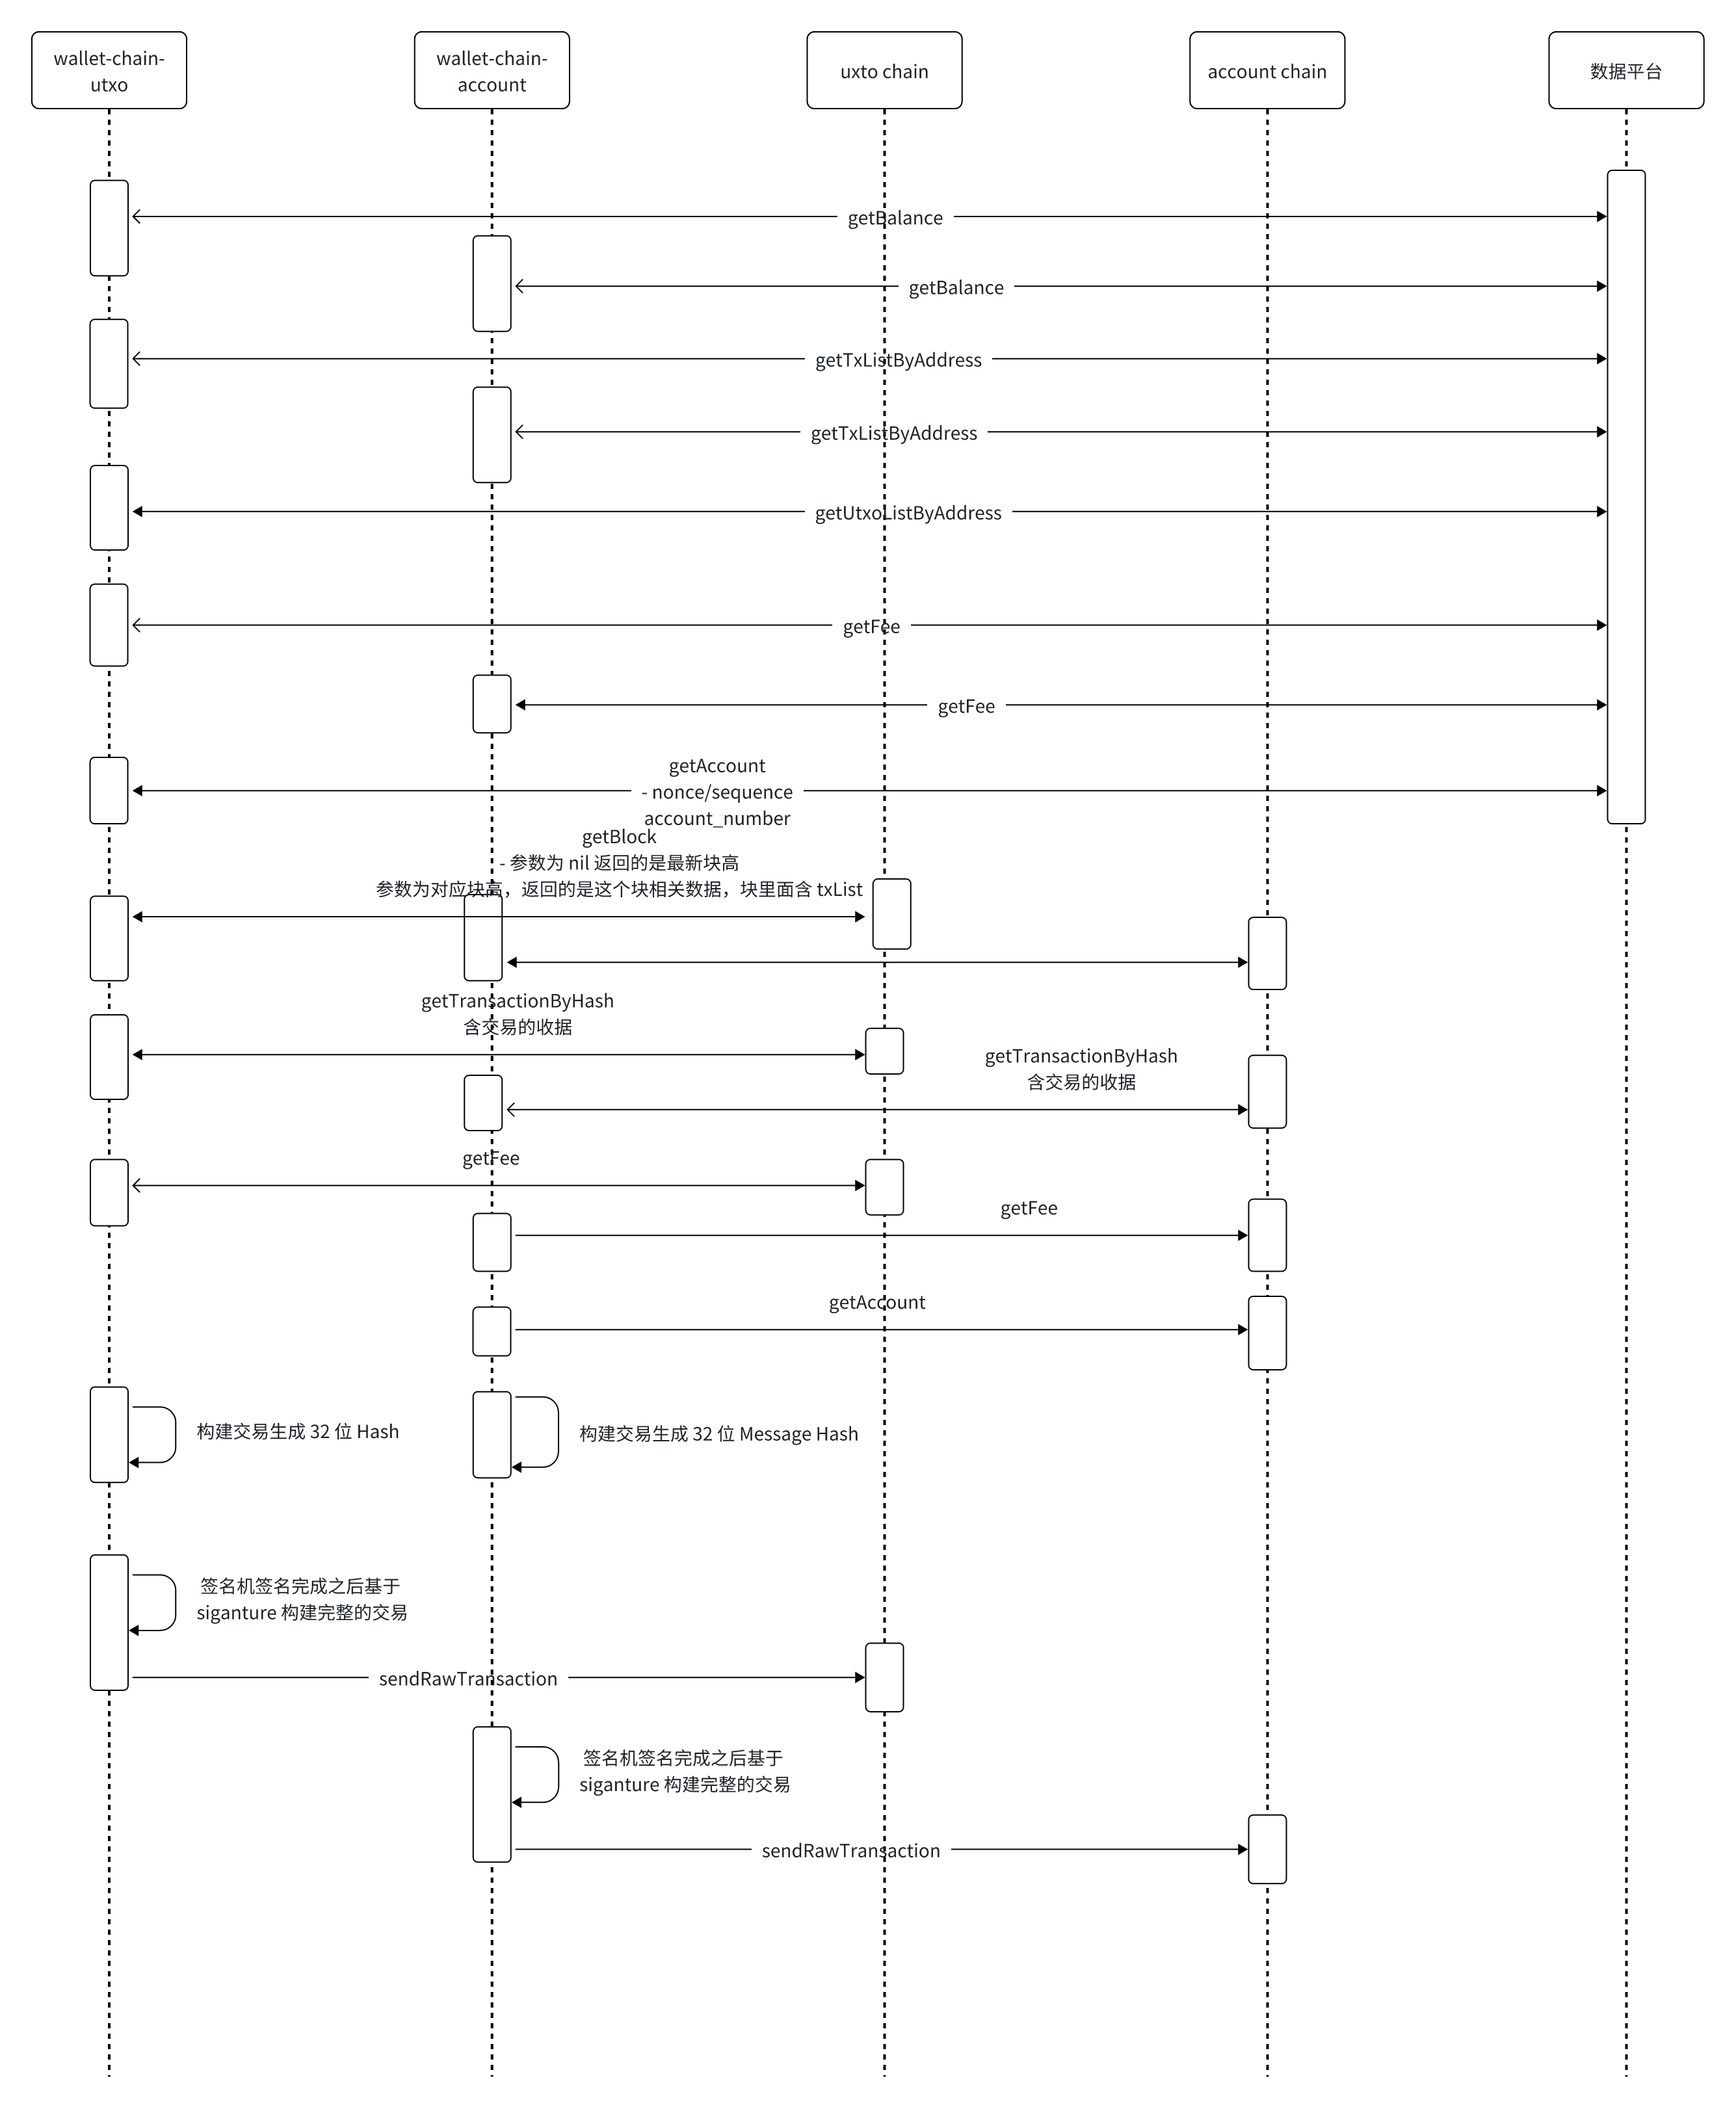 wallet-chain-
utxo
wallet-chain-
account
uxto chain
account chain
数据平台
getBalance
getBalance
getTxListByAddress
getTxListByAddress
getUtxoListByAddress
getFee
getFee
getAccount
- nonce/sequence
account_number
getBlock
- 参数为 nil 返回的是最新块高
参数为对应块高，返回的是这个块相关数据，块里面含 txList
getTransactionByHash
含交易的收据
getTransactionByHash
含交易的收据
getFee
getFee
getAccount
构建交易生成 32 位 Hash
构建交易生成 32 位 Message Hash
签名机签名完成之后基于
siganture 构建完整的交易
sendRawTransaction
签名机签名完成之后基于
siganture 构建完整的交易
sendRawTransaction